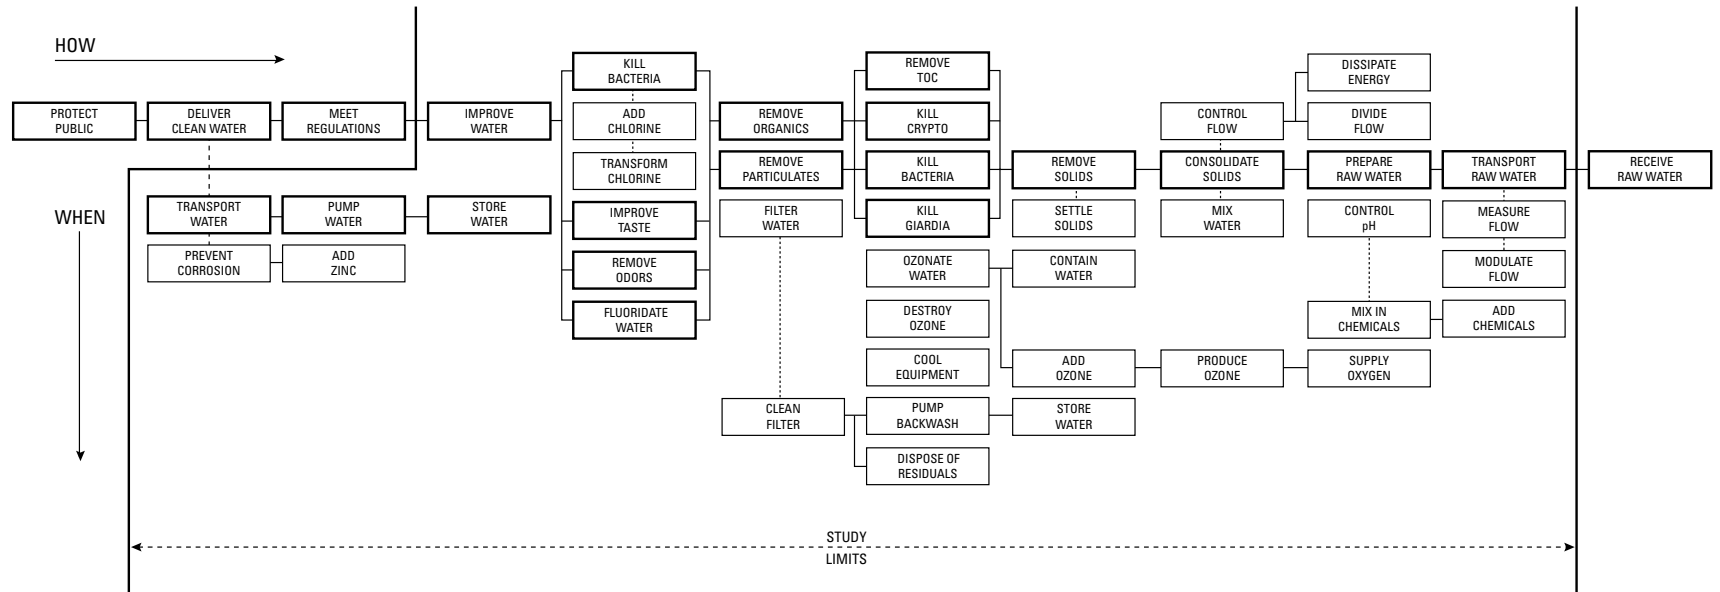 HOW
WHEN
PROTECT
PUBLIC
DELIVER
CLEAN WATER
MEET
REGULATIONS
IMPROVE
WATER
TRANSPORT
WATER
PUMP
WATER
STORE
WATER
PREVENT
CORROSION
ADD
ZINC
KILL
BACTERIA
ADD
CHLORINE
TRANSFORM
CHLORINE
IMPROVE
TASTE
REMOVE
ODORS
FLUORIDATE
WATER
REMOVE
ORGANICS
REMOVE
PARTICULATES
FILTER
WATER
CLEAN
FILTER
REMOVE
TOC
KILL
CRYPTO
KILL
BACTERIA
KILL
GIARDIA
OZONATE
WATER
DESTROY
OZONE
COOL
EQUIPMENT
PUMP
BACKWASH
DISPOSE OF
RESIDUALS
REMOVE
SOLIDS
SETTLE
SOLIDS
CONTAIN
WATER
ADD
OZONE
STORE
WATER
CONTROL
FLOW
CONSOLIDATE
SOLIDS
MIX
WATER
PRODUCE
OZONE
DISSIPATE
ENERGY
DIVIDE
FLOW
PREPARE
RAW WATER
CONTROL
pH
MIX IN
CHEMICALS
SUPPLY
OXYGEN
TRANSPORT
RAW WATER
MEASURE
FLOW
MODULATE
FLOW
ADD
CHEMICALS
RECEIVE
RAW WATER
STUDY
LIMITS